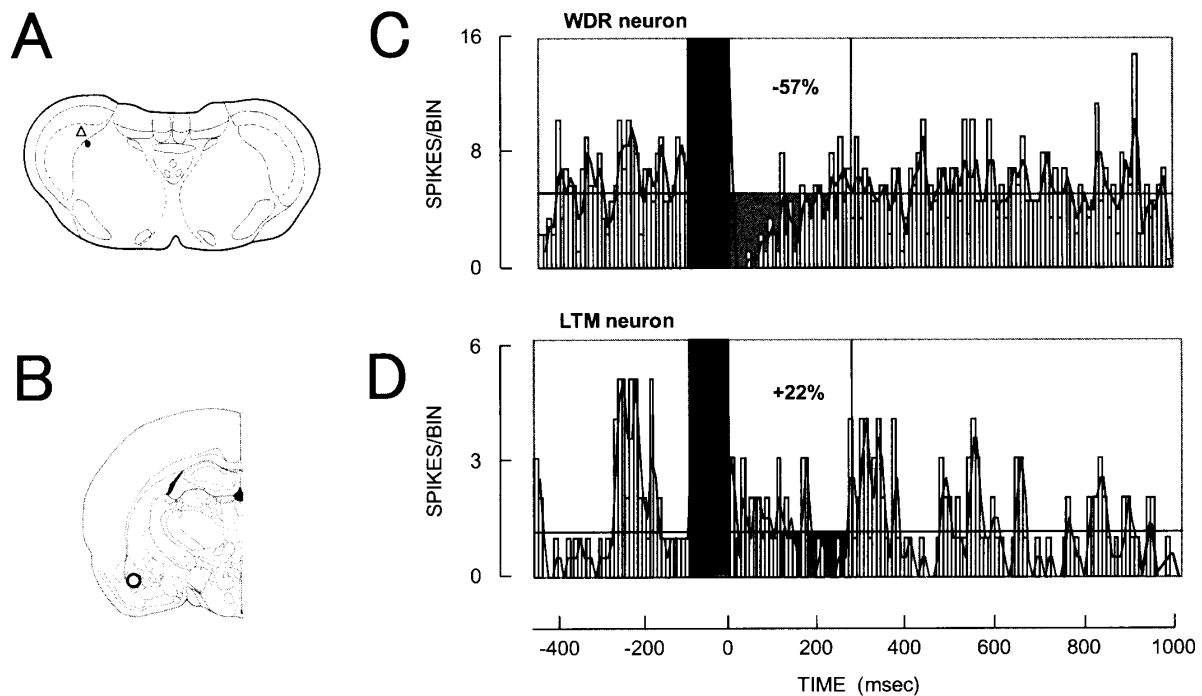 A
B
C
WDR neuron
16
8
0
SPIKES/BIN
-57%
LTM neuron
D
6
3
0
SPIKES/BIN
+22%
-400 -200 0 200 400 600 800 1000
TIME (msec)